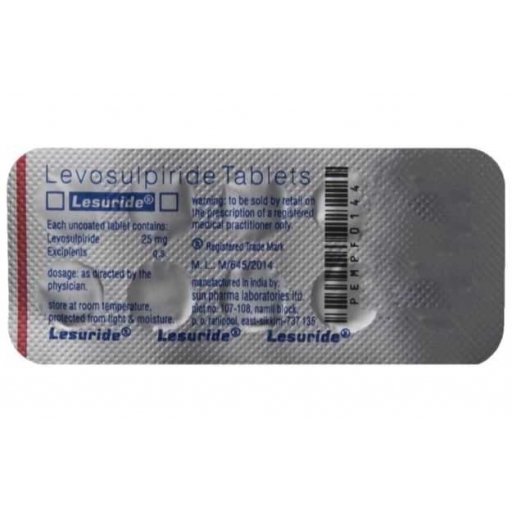 Levosulpiride Tablets
Lesuride®
Each uncoated tablet contains:
Levosulpiride 25 mg
Excipients q.s
dosage: as directed by the
physician.
store at room temperature,
protected from light & moisture.
warning: to be sold by retail on
the prescription of a registered
medical practitioner only
® Registered Trade Mark
M. L.: M/645/2014
manufactured in india by:
sun pharma laboratories ltd.
plot no. 107-108, namli block,
p. o. ranipool, east-sikkim-737 135
PEMPF0144
Lesuride® Lesuride® Lesuride®